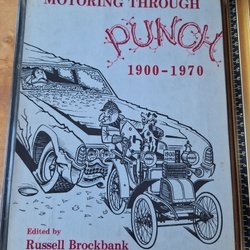 MOTORING THROUGH
PUNCH
1900-1970
Edited by
Russell Brockbank